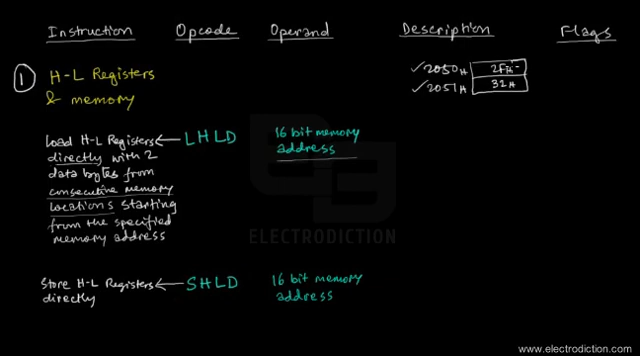 Instruction Opcode Operand Description Flags
① H-L Registers
& memory
✓2050H 2FH
✓2051H 31H
Load H-L Registers ← LHLD 16 bit memory
directly with 2 address
data bytes from
consecutive memory
locations starting
from the specified
memory address
ELECTRODICTION
Store H-L Registers ← SHLD 16 bit memory
directly address
www.electrodiction.com